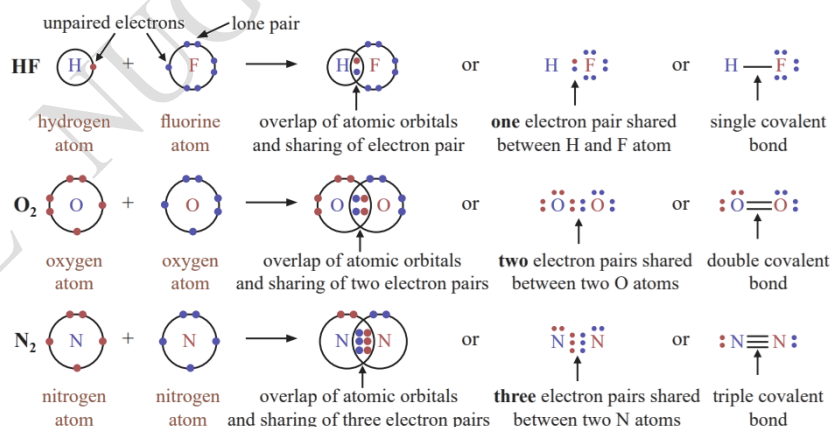 unpaired electrons lone pair
HF H + F H F or H F or H F
hydrogen atom fluorine atom overlap of atomic orbitals and sharing of electron pair one electron pair shared between H and F atom single covalent bond
O₂ O + O O O or O O or O O
oxygen atom oxygen atom overlap of atomic orbitals and sharing of two electron pairs two electron pairs shared between two O atoms double covalent bond
N₂ N + N N N or N N or N N
nitrogen atom nitrogen atom overlap of atomic orbitals and sharing of three electron pairs three electron pairs shared between two N atoms triple covalent bond